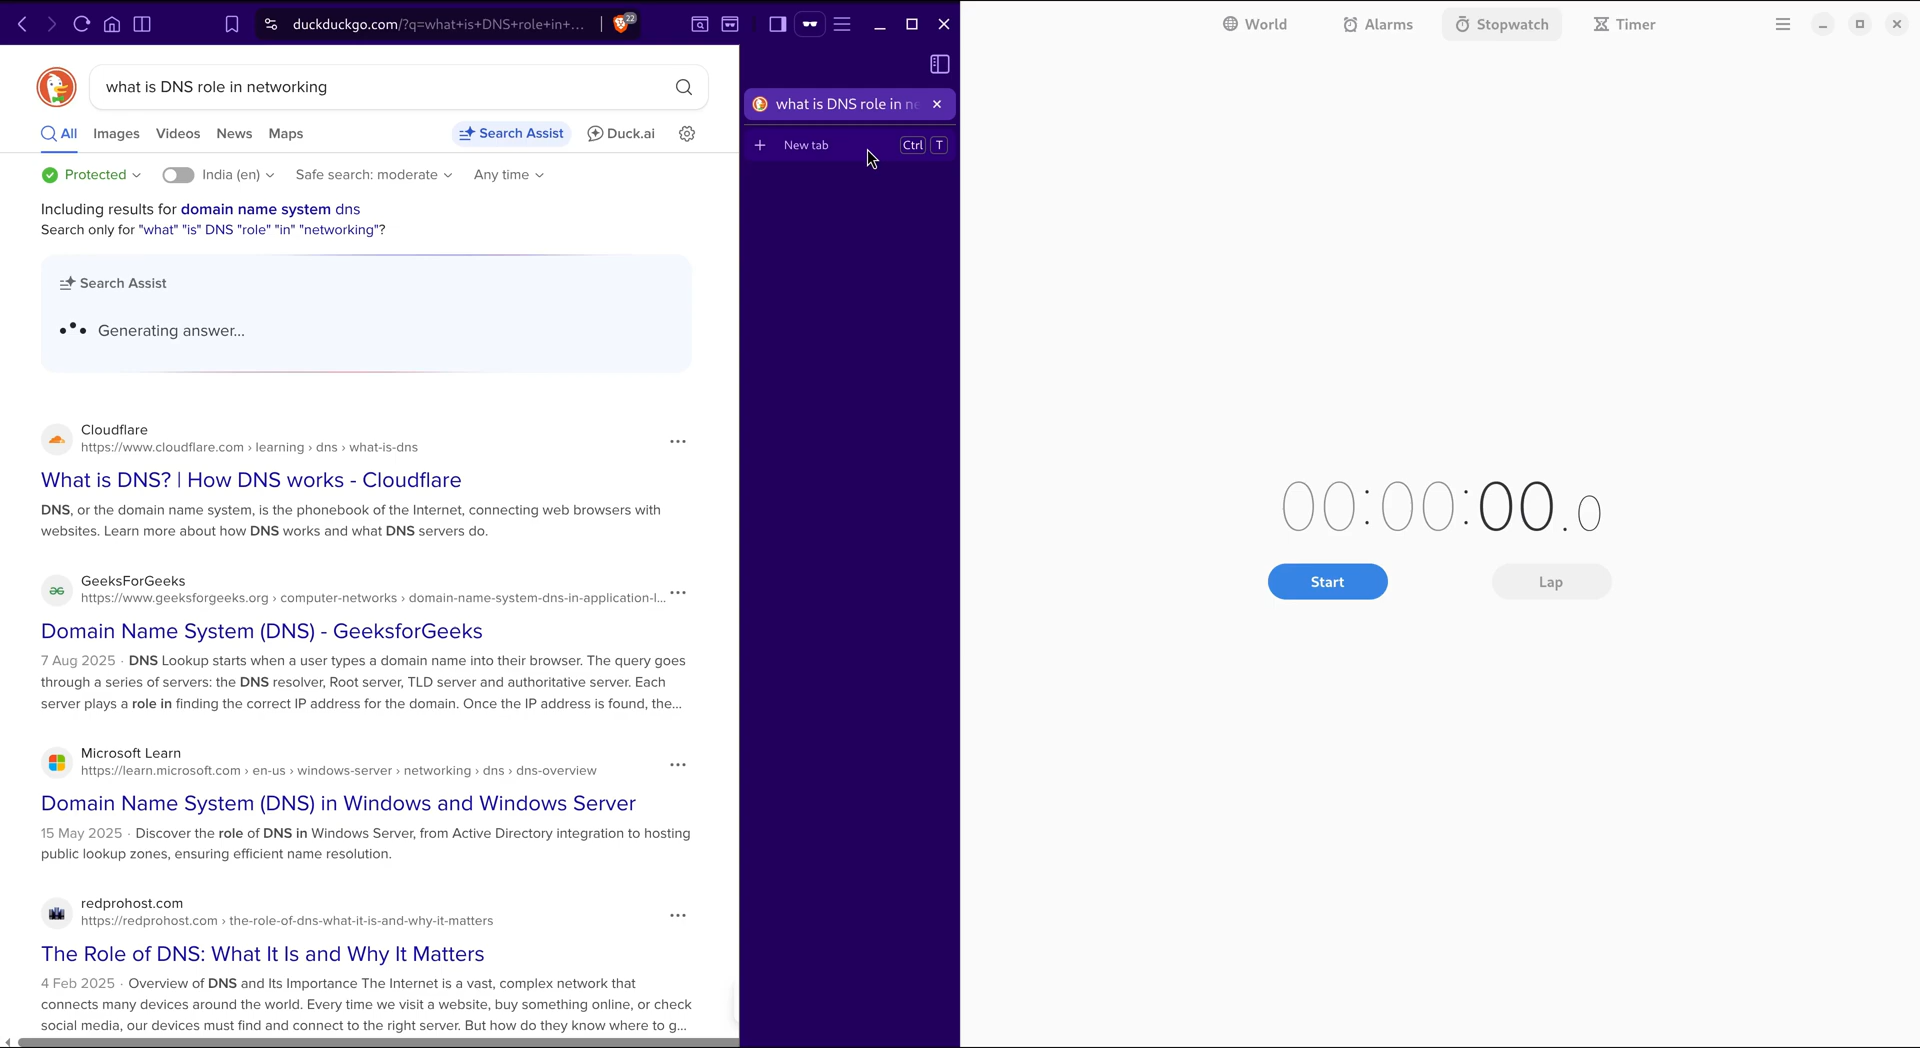 duckduckgo.com/?q=what+is+DNS+role+in+...
22
what is DNS role in networking
All
Images
Videos
News
Maps
Search Assist
Duck.ai
Protected
India (en)
Safe search: moderate
Any time
Including results for domain name system dns
Search only for "what" "is" DNS "role" "in" "networking"?
Search Assist
Generating answer...
Cloudflare
https://www.cloudflare.com › learning › dns › what-is-dns
What is DNS? | How DNS works - Cloudflare
DNS, or the domain name system, is the phonebook of the Internet, connecting web browsers with
websites. Learn more about how DNS works and what DNS servers do.
GeeksForGeeks
https://www.geeksforgeeks.org › computer-networks › domain-name-system-dns-in-application-l...
Domain Name System (DNS) - GeeksforGeeks
7 Aug 2025 · DNS Lookup starts when a user types a domain name into their browser. The query goes
through a series of servers: the DNS resolver, Root server, TLD server and authoritative server. Each
server plays a role in finding the correct IP address for the domain. Once the IP address is found, the...
Microsoft Learn
https://learn.microsoft.com › en-us › windows-server › networking › dns › dns-overview
Domain Name System (DNS) in Windows and Windows Server
15 May 2025 · Discover the role of DNS in Windows Server, from Active Directory integration to hosting
public lookup zones, ensuring efficient name resolution.
redprohost.com
https://redprohost.com › the-role-of-dns-what-it-is-and-why-it-matters
The Role of DNS: What It Is and Why It Matters
4 Feb 2025 · Overview of DNS and Its Importance The Internet is a vast, complex network that
connects many devices around the world. Every time we visit a website, buy something online, or check
social media, our devices must find and connect to the right server. But how do they know where to g...
what is DNS role in ne
New tab
Ctrl
T
World
Alarms
Stopwatch
Timer
00:00:00.0
Start
Lap